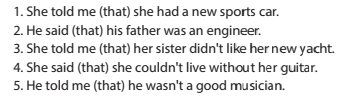 1. She told me (that) she had a new sports car.
2. He said (that) his father was an engineer.
3. She told me (that) her sister didn't like her new yacht.
4. She said (that) she couldn't live without her guitar.
5. He told me (that) he wasn't a good musician.